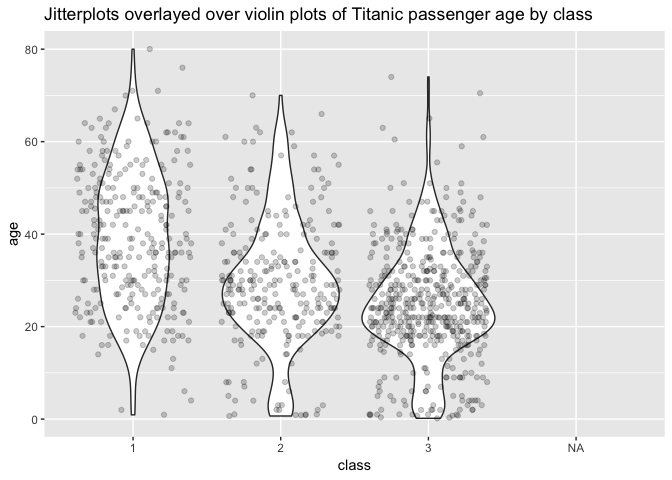 Jitterplots overlayed over violin plots of Titanic passenger age by class
80
60
40
20
0
age
1 2 3 NA
class